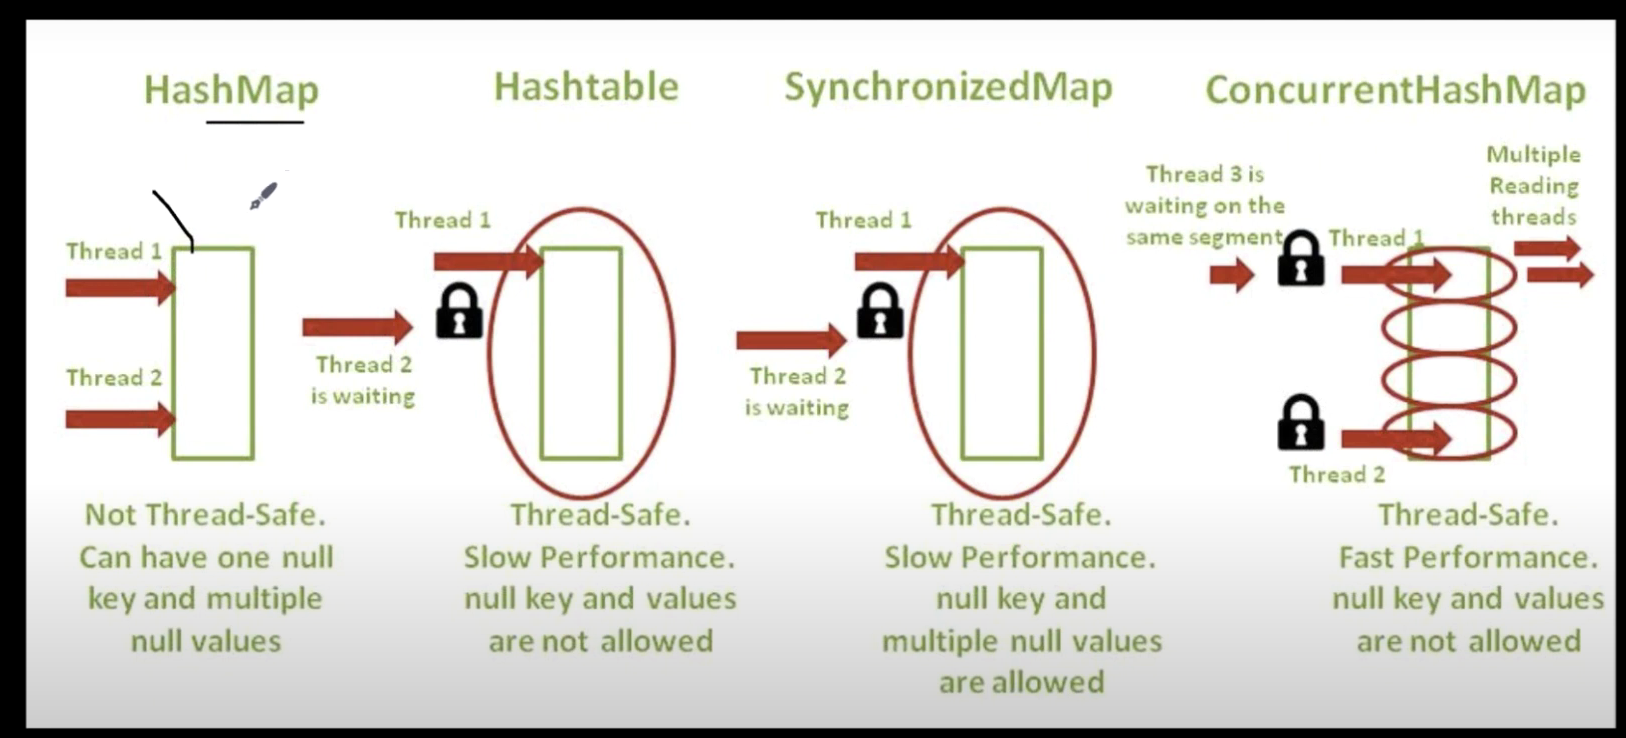 HashMap
Hashtable
SynchronizedMap
ConcurrentHashMap
Thread 1
Thread 2
Thread 1
Thread 2
is waiting
Thread 1
Thread 2
is waiting
Thread 3 is
waiting on the
same segment
Thread 1
Multiple
Reading
threads
Thread 2
Not Thread-Safe.
Can have one null
key and multiple
null values
Thread-Safe.
Slow Performance.
null key and values
are not allowed
Thread-Safe.
Slow Performance.
null key and
multiple null values
are allowed
Thread-Safe.
Fast Performance.
null key and values
are not allowed